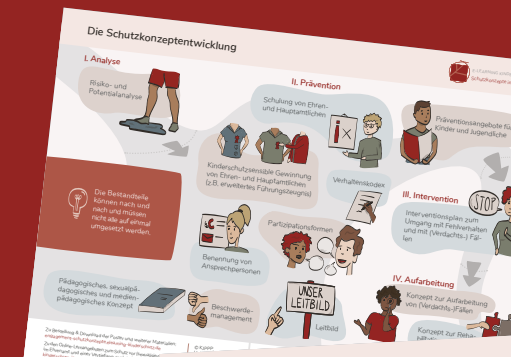 Die Schutzkonzeptentwicklung
I. Analyse
Risiko- und
Potentialanalyse
II. Prävention
Schulung von Ehren-
und Hauptamtlichen
Präventionsangebote für
Kinder und Jugendliche
Kinderschutzsensible Gewinnung
von Ehren- und Hauptamtlichen
(z.B. erweitertes Führungszeugnis)
Verhaltenskodex
Die Bestandteile
können nach und
nach und müssen
nicht alle auf einmal
umgesetzt werden.
III. Intervention
STOP
Interventionsplan zum
Umgang mit Fehlverhalten
und mit (Verdachts-) Fäl-
len
Partizipationsformen
Benennung von
Ansprechpersonen
IV. Aufarbeitung
Konzept zur Aufarbeitung
von (Verdachts-)Fällen
Pädagogisches, sexualpä-
dagogisches und medien-
pädagogisches Konzept
Beschwerde-
management
UNSER
LEITBILD
Leitbild
Konzept zur Reha-